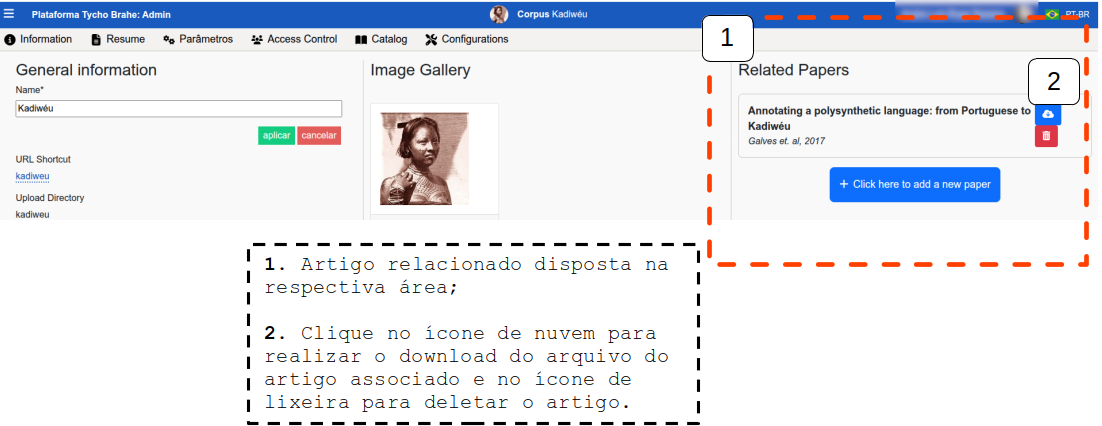 Plataforma Tycho Brahe: Admin
Corpus Kadiwéu
PT-BR
Information
Resume
Parâmetros
Access Control
Catalog
Configurations
1
General information
Name*
Kadiwéu
aplicar
cancelar
URL Shortcut
kadiweu
Upload Directory
kadiweu
Image Gallery
Related Papers
2
Annotating a polysynthetic language: from Portuguese to
Kadiwéu
Galves et. al, 2017
+ Click here to add a new paper
1. Artigo relacionado disposta na
respectiva área;
2. Clique no ícone de nuvem para
realizar o download do arquivo do
artigo associado e no ícone de
lixeira para deletar o artigo.